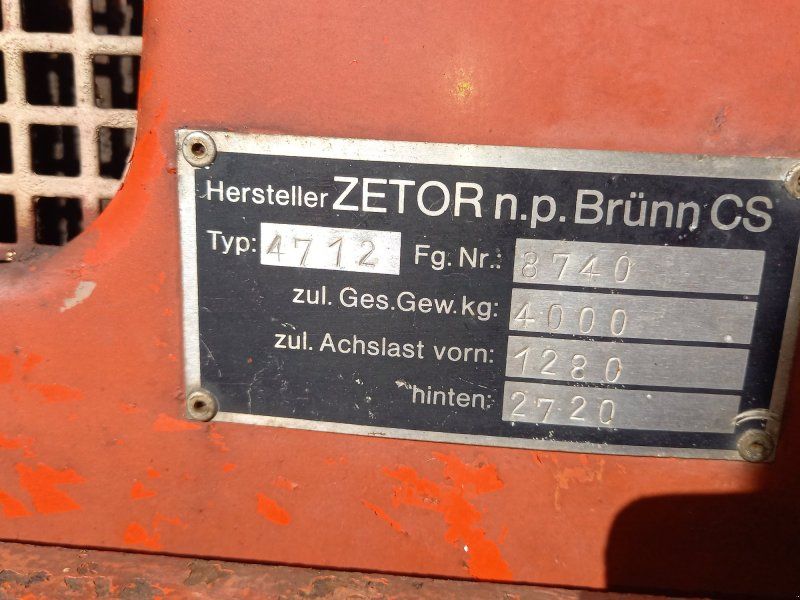 Hersteller ZETOR n.p. Brünn CS
Typ: 4712 Fg. Nr.: 8740
zul. Ges.Gew.kg: 4000
zul. Achslast vorn: 1280
hinten: 2720